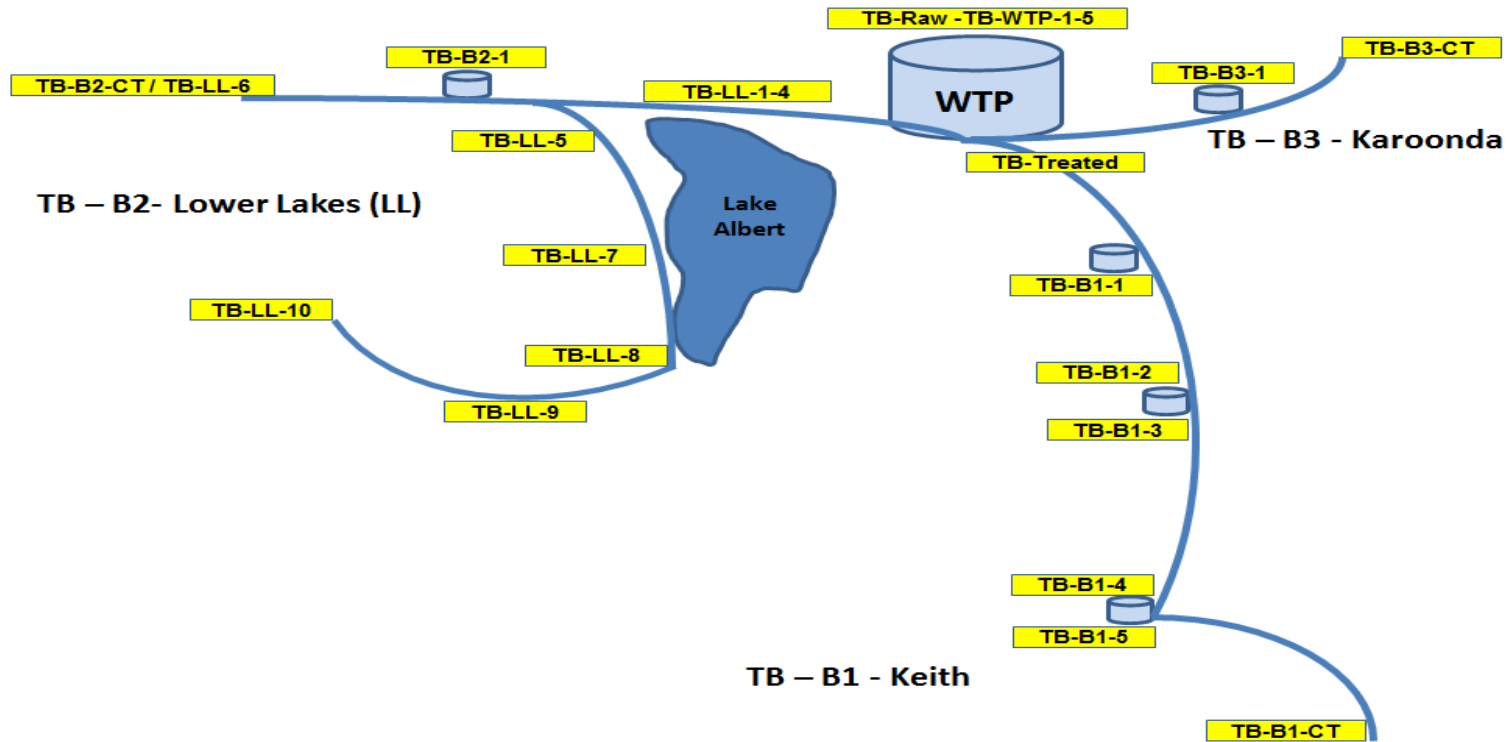 TB-Raw -TB-WTP-1-5
TB-B3-CT
TB-B2-1
TB-B3-1
TB-B2-CT / TB-LL-6
TB-LL-1-4
WTP
TB-LL-5
TB – B3 - Karoonda
TB-Treated
TB – B2- Lower Lakes (LL)
Lake
Albert
TB-LL-7
TB-B1-1
TB-LL-10
TB-LL-8
TB-B1-2
TB-LL-9
TB-B1-3
TB-B1-4
TB-B1-5
TB – B1 - Keith
TB-B1-CT